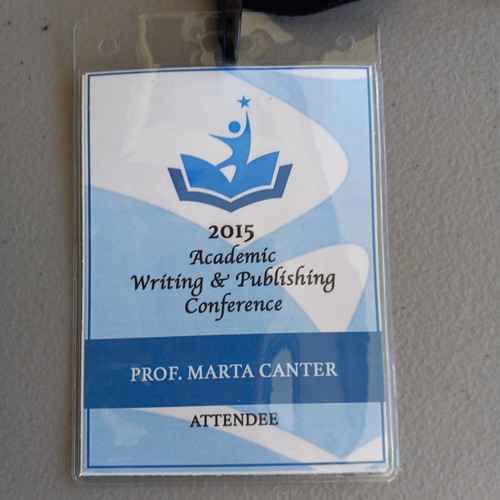 2015
Academic
Writing & Publishing
Conference
PROF. MARTA CANTER
ATTENDEE